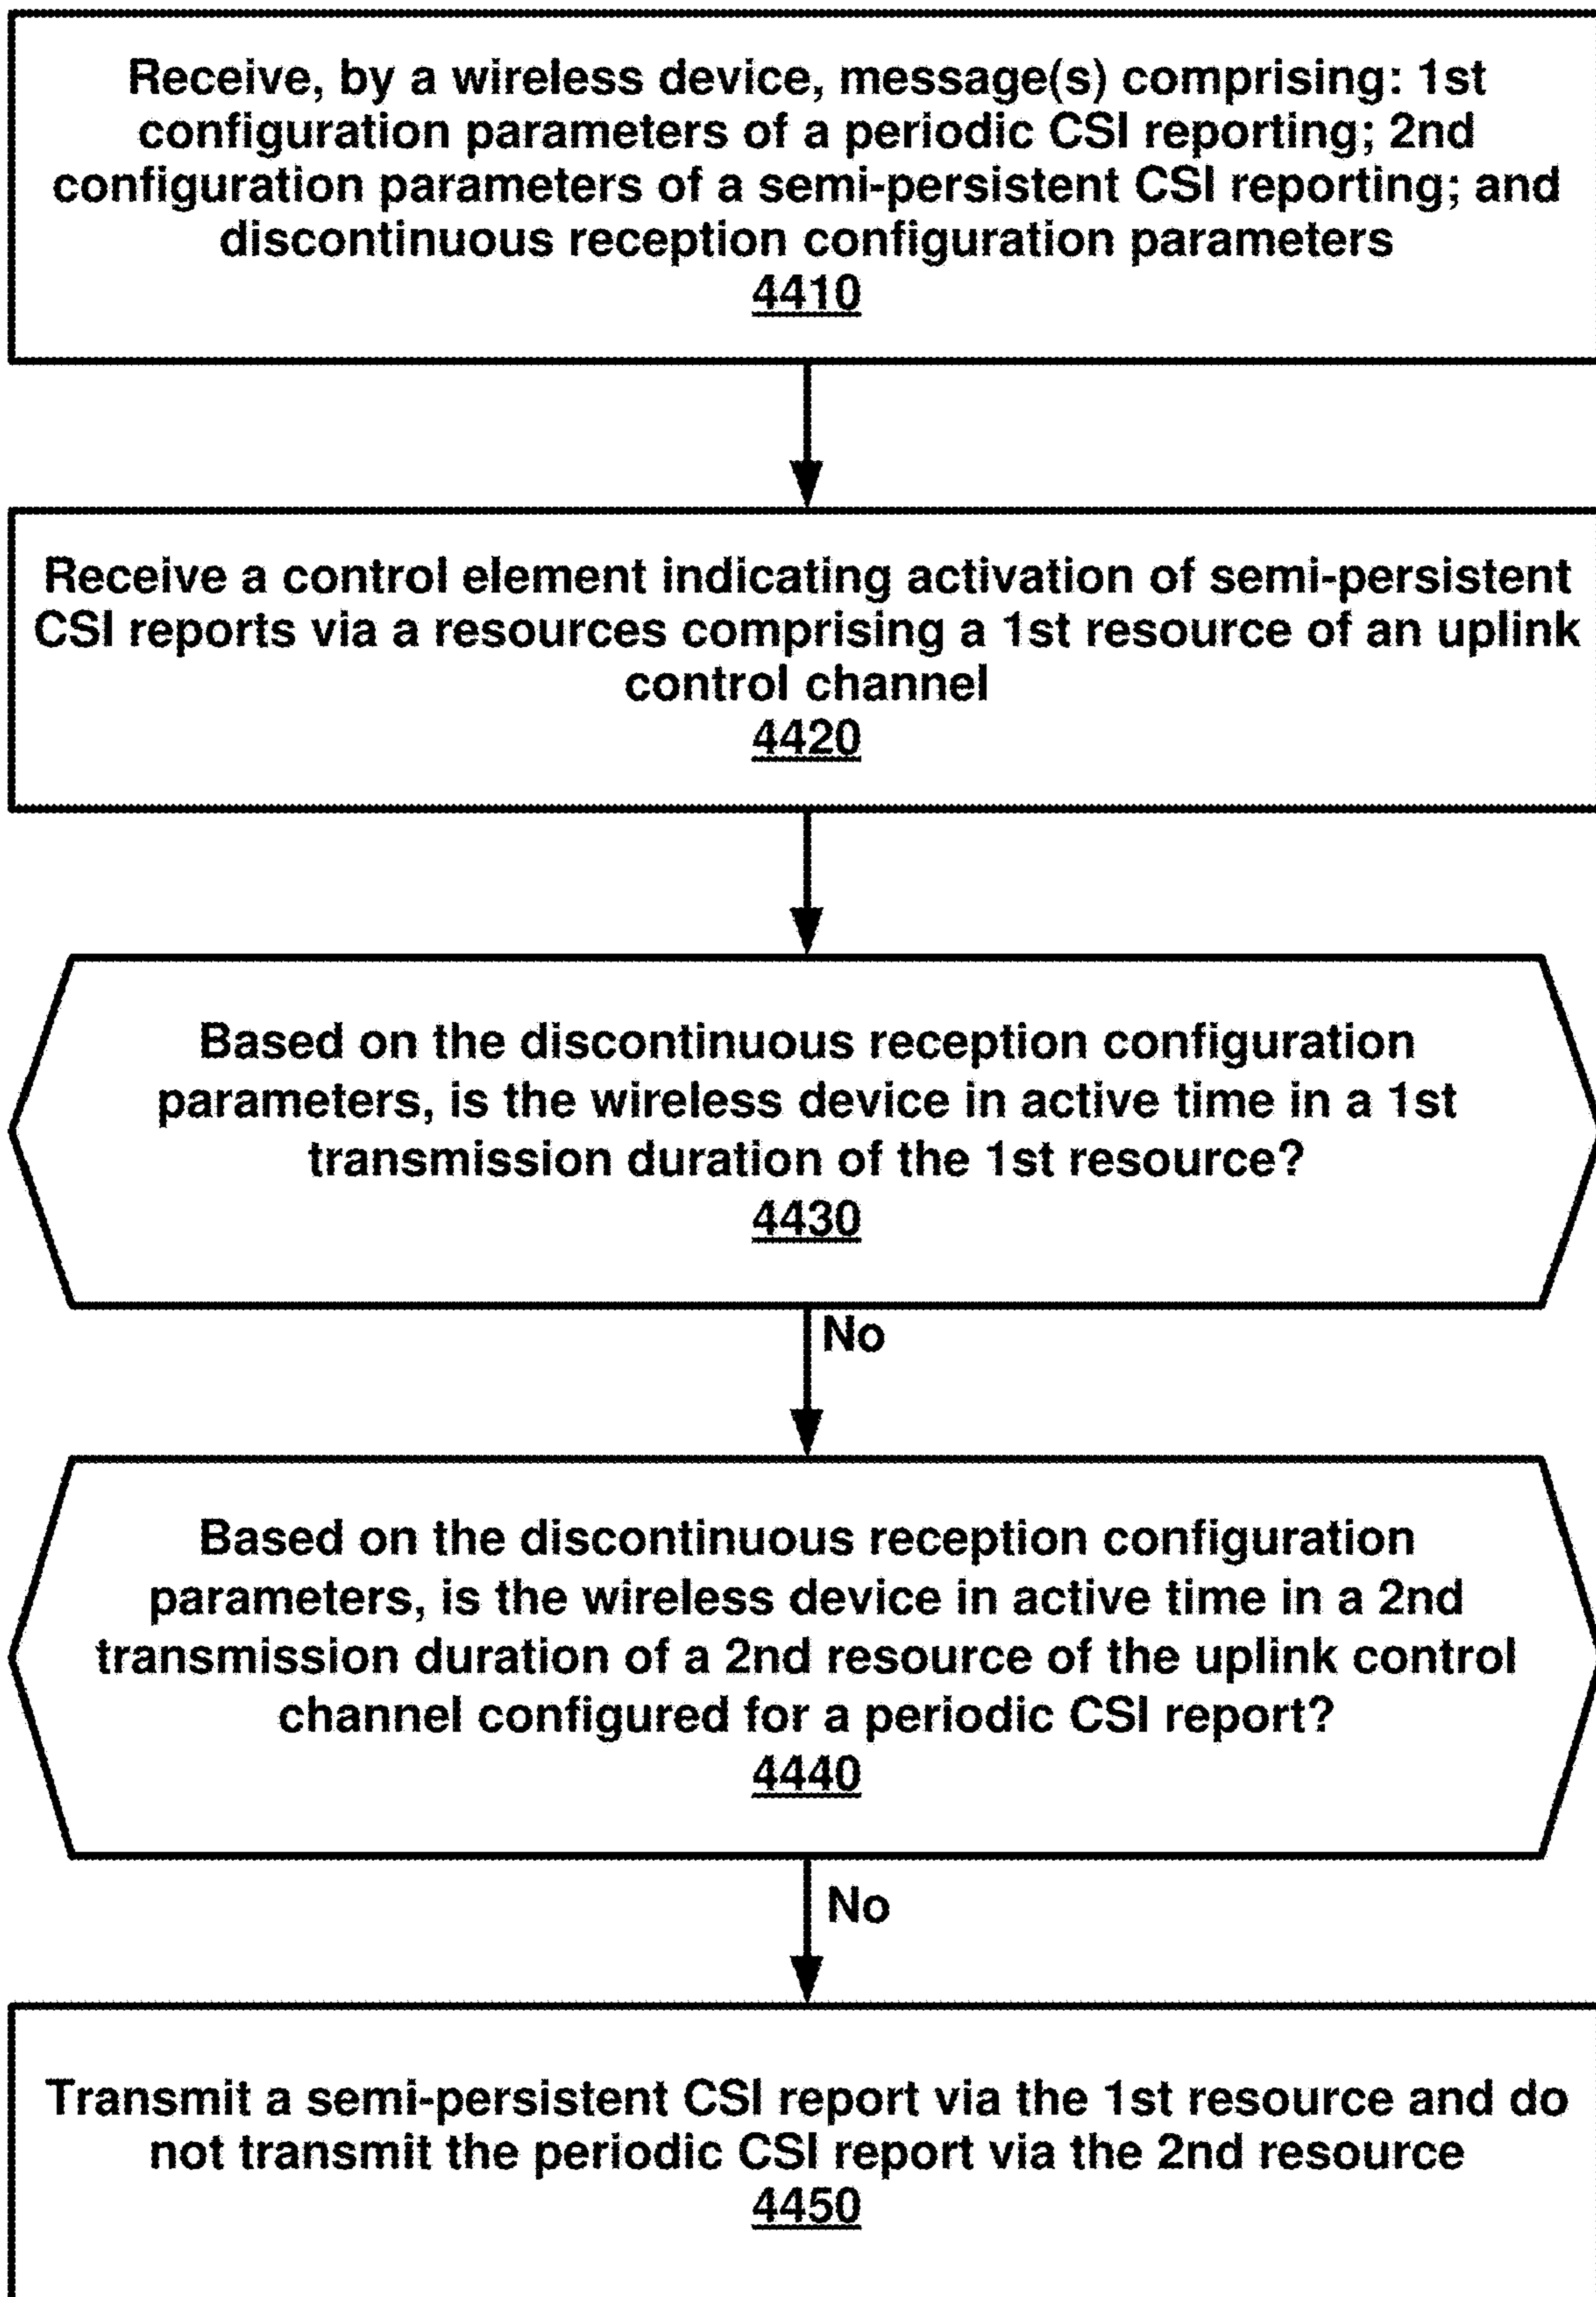 Receive, by a wireless device, message(s) comprising: 1st
configuration parameters of a periodic CSI reporting; 2nd
configuration parameters of a semi-persistent CSI reporting; and
discontinuous reception configuration parameters
4410
Receive a control element indicating activation of semi-persistent
CSI reports via a resources comprising a 1st resource of an uplink
control channel
4420
Based on the discontinuous reception configuration
parameters, is the wireless device in active time in a 1st
transmission duration of the 1st resource?
4430
No
Based on the discontinuous reception configuration
parameters, is the wireless device in active time in a 2nd
transmission duration of a 2nd resource of the uplink control
channel configured for a periodic CSI report?
4440
No
Transmit a semi-persistent CSI report via the 1st resource and do
not transmit the periodic CSI report via the 2nd resource
4450